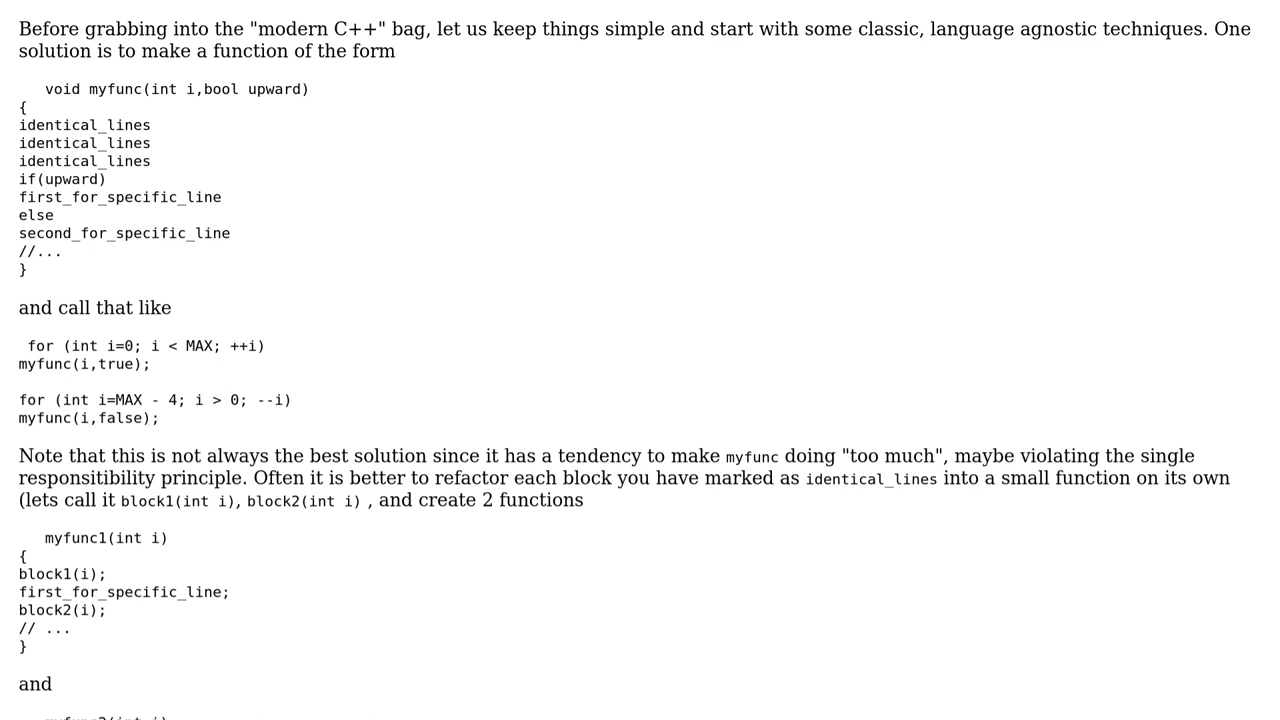 Before grabbing into the "modern C++" bag, let us keep things simple and start with some classic, language agnostic techniques. One
solution is to make a function of the form
void myfunc(int i,bool upward)
{
identical_lines
identical_lines
identical_lines
if(upward)
first_for_specific_line
else
second_for_specific_line
//...
}
and call that like
for (int i=0; i < MAX; ++i)
myfunc(i,true);
for (int i=MAX - 4; i > 0; --i)
myfunc(i,false);
Note that this is not always the best solution since it has a tendency to make myfunc doing "too much", maybe violating the single
responsitibility principle. Often it is better to refactor each block you have marked as identical_lines into a small function on its own
(lets call it block1(int i), block2(int i) , and create 2 functions
myfunc1(int i)
{
block1(i);
first_for_specific_line;
block2(i);
// ...
}
and